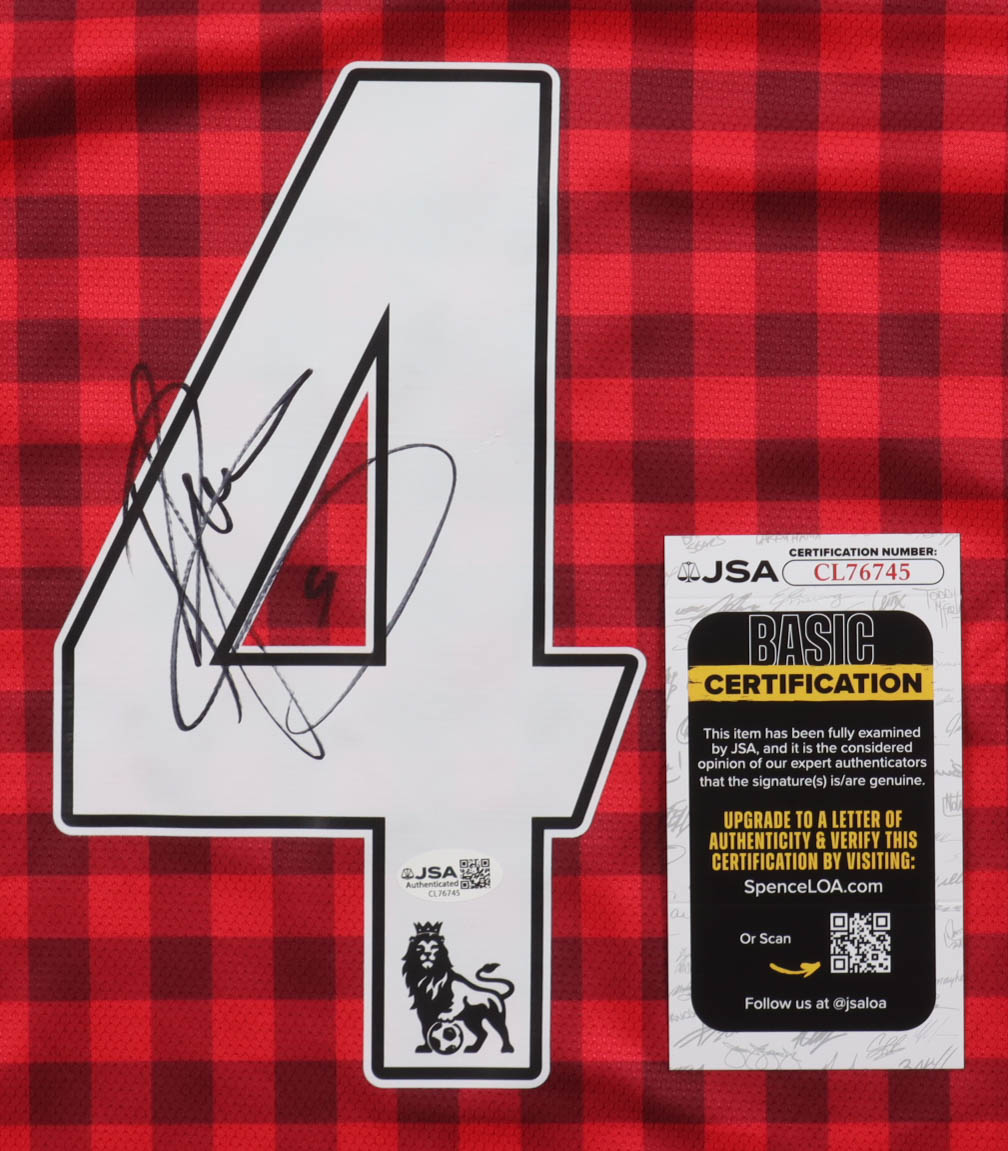 4
4
JSA
Authenticated
CL76745
CERTIFICATION NUMBER:
JSA CL76745
BASIC
CERTIFICATION
This item has been fully examined
by JSA, and it is the considered
opinion of our expert authenticators
that the signature(s) is/are genuine.
UPGRADE TO A LETTER OF
AUTHENTICITY & VERIFY THIS
CERTIFICATION BY VISITING:
SpenceLOA.com
Or Scan
Follow us at @jsaloa